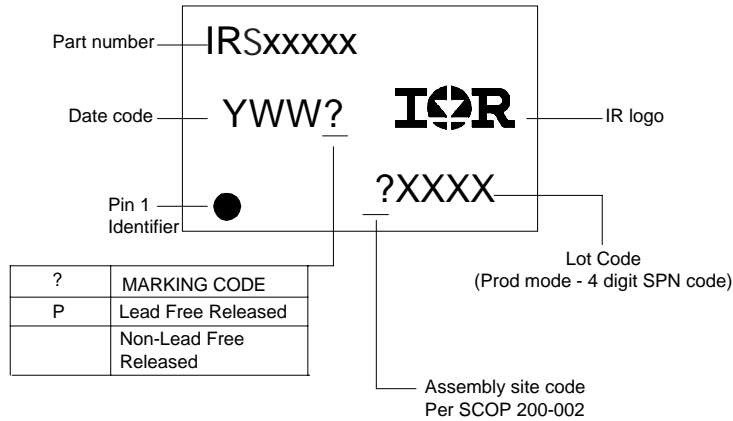 Part number
IRSxxxxx
Date code
YWW?
IOR
IR logo
?XXXX
Pin 1
Identifier
Lot Code
(Prod mode - 4 digit SPN code)
? MARKING CODE
P Lead Free Released
Non-Lead Free
Released
Assembly site code
Per SCOP 200-002